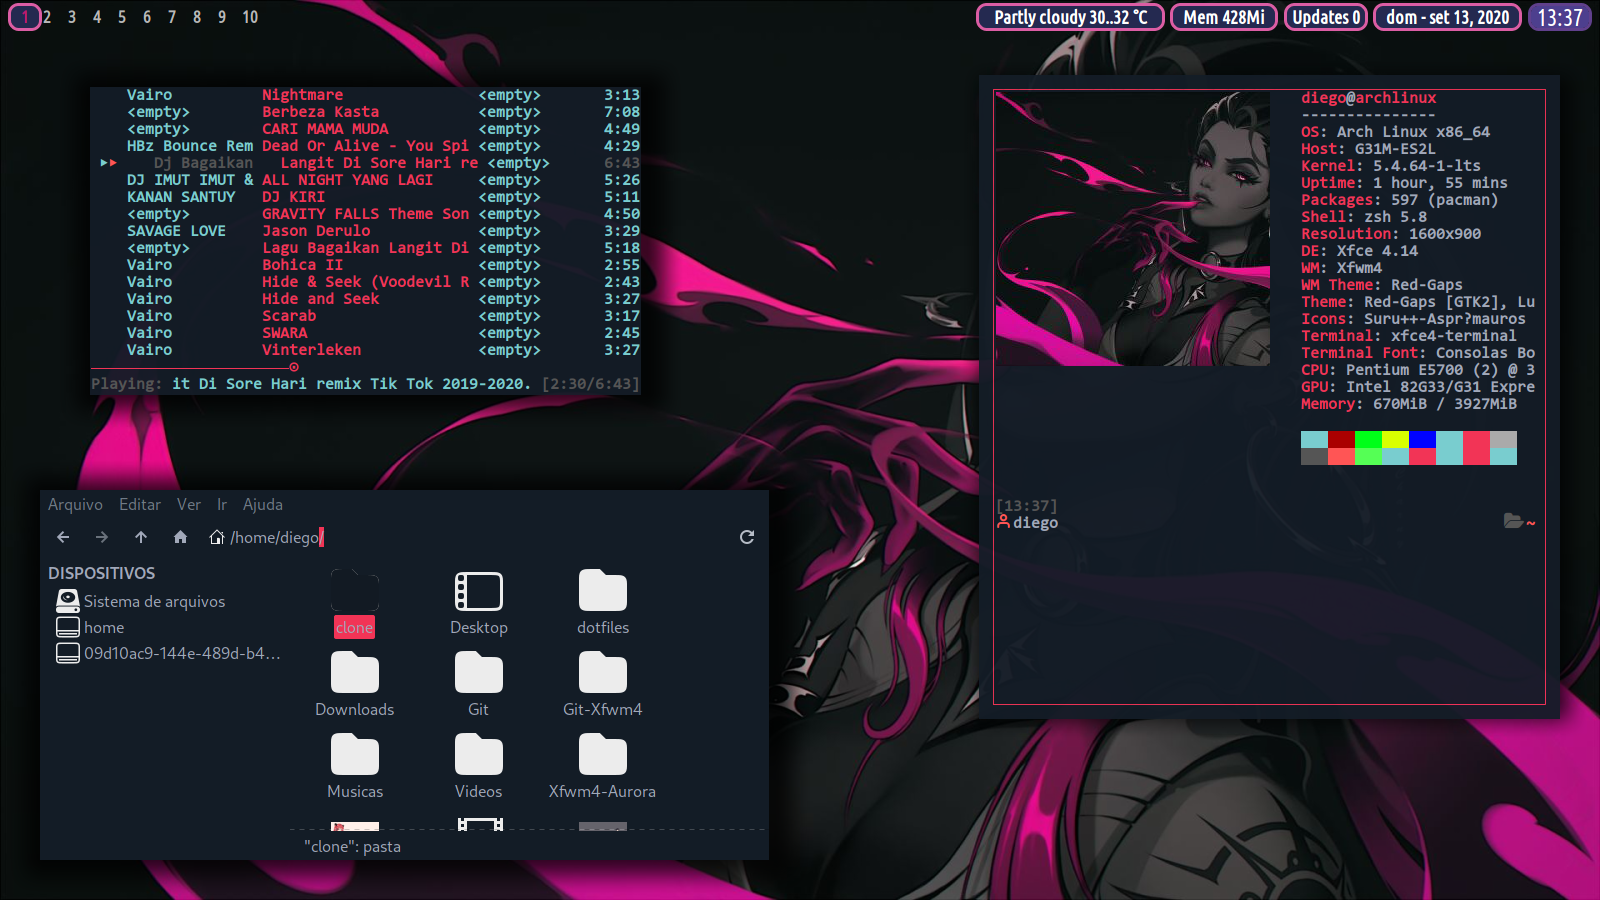 1 2 3 4 5 6 7 8 9 10
Partly cloudy 30..32 °C
Mem 428Mi
Updates 0
dom - set 13, 2020
13:37
Vairo Nightmare <empty> 3:13
<empty> Berbeza Kasta <empty> 7:08
<empty> CARI MAMA MUDA <empty> 4:49
HBz Bounce Rem Dead Or Alive - You Spi <empty> 4:29
Dj Bagaikan Langit Di Sore Hari re <empty> 6:43
DJ IMUT IMUT & ALL NIGHT YANG LAGI <empty> 5:26
KANAN SANTUY DJ KIRI <empty> 5:11
<empty> GRAVITY FALLS Theme Son <empty> 4:50
SAVAGE LOVE Jason Derulo <empty> 3:29
<empty> Lagu Bagaikan Langit Di <empty> 5:18
Vairo Bohica II <empty> 2:55
Vairo Hide & Seek (Voodevil R <empty> 2:43
Vairo Hide and Seek <empty> 3:27
Vairo Scarab <empty> 3:17
Vairo SWARA <empty> 2:45
Vairo Vinterleken <empty> 3:27
Playing: it Di Sore Hari remix Tik Tok 2019-2020. [2:30/6:43]
diego@archlinux
---------------
OS: Arch Linux x86_64
Host: G31M-ES2L
Kernel: 5.4.64-1-lts
Uptime: 1 hour, 55 mins
Packages: 597 (pacman)
Shell: zsh 5.8
Resolution: 1600x900
DE: Xfce 4.14
WM: Xfwm4
WM Theme: Red-Gaps
Theme: Red-Gaps [GTK2], Lu
Icons: Suru++-Aspr?mauros
Terminal: xfce4-terminal
Terminal Font: Consolas Bo
CPU: Pentium E5700 (2) @ 3
GPU: Intel 82G33/G31 Expre
Memory: 670MiB / 3927MiB
[13:37]
diego ~
Arquivo Editar Ver Ir Ajuda
/home/diego/
DISPOSITIVOS
Sistema de arquivos
home
09d10ac9-144e-489d-b4...
clone Desktop dotfiles
Downloads Git Git-Xfwm4
Musicas Videos Xfwm4-Aurora
"clone": pasta